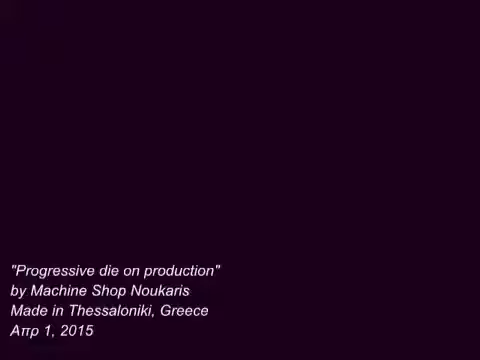 "Progressive die on production"
by Machine Shop Noukaris
Made in Thessaloniki, Greece
Απρ 1, 2015